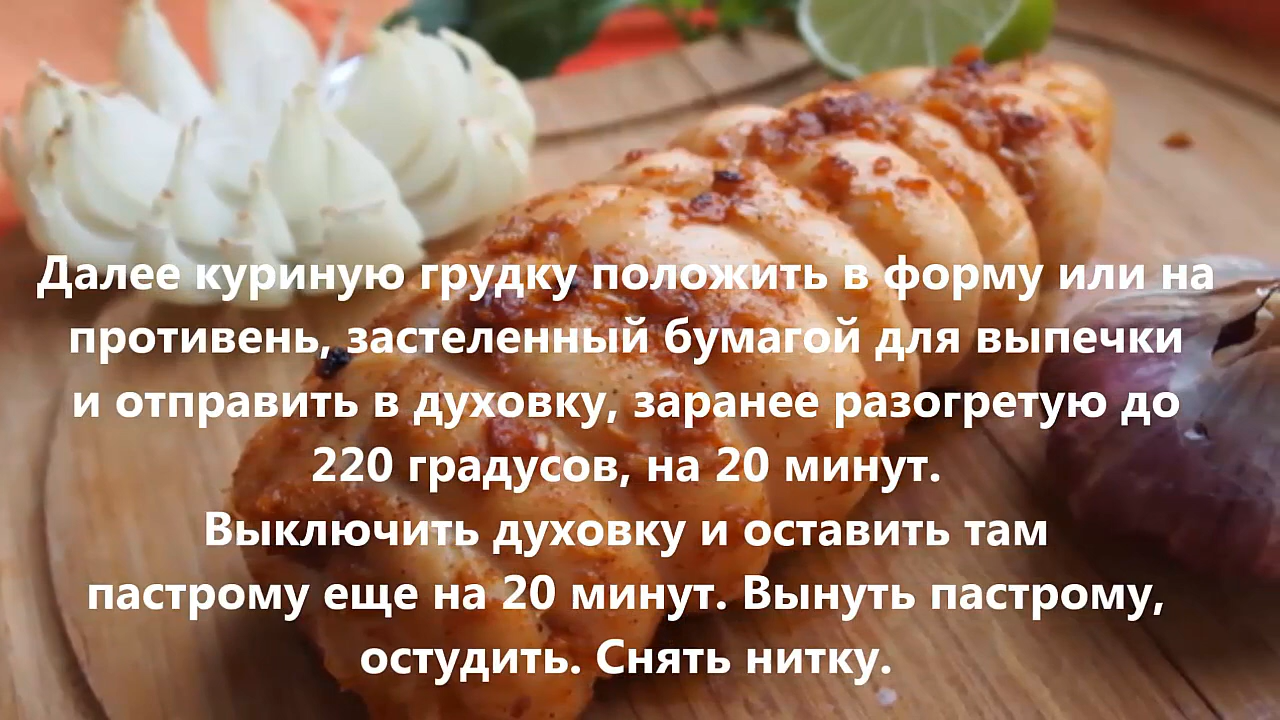 Далее куриную грудку положить в форму или на
противень, застеленный бумагой для выпечки
и отправить в духовку, заранее разогретую до
220 градусов, на 20 минут.
Выключить духовку и оставить там
пастрому еще на 20 минут. Вынуть пастрому,
остудить. Снять нитку.